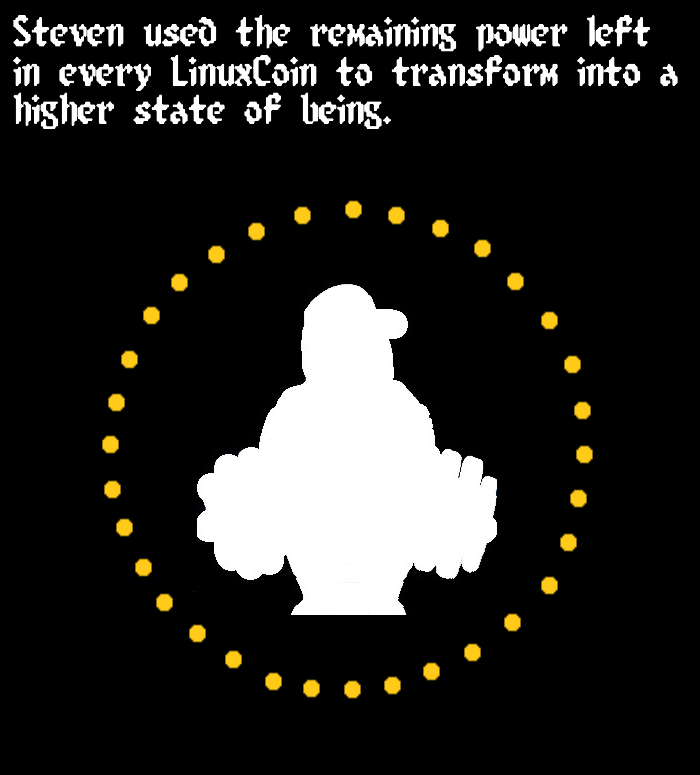 Steven used the remaining power left
in every LinuxCoin to transform into a
higher state of being.